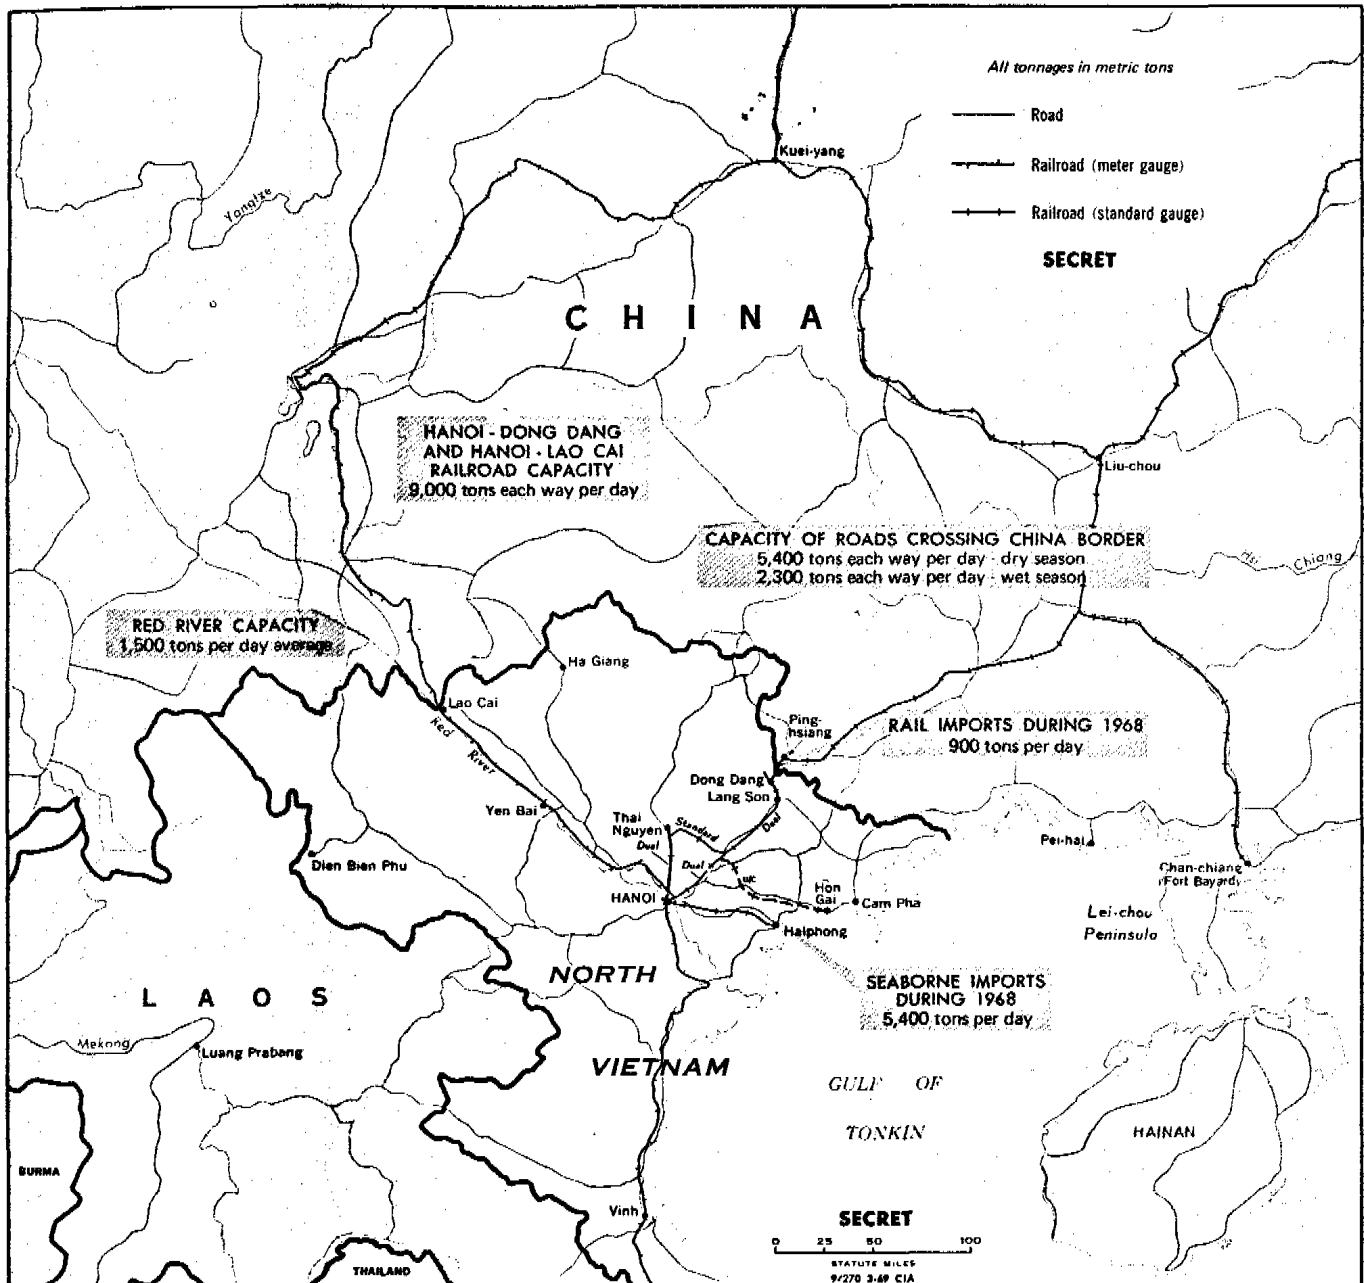 All tonnages in metric tons
Road
Railroad (meter gauge)
Railroad (standard gauge)
SECRET
Kuei-yang
Yangtze
CHINA
HANOI - DONG DANG
AND HANOI - LAO CAI
RAILROAD CAPACITY
9,000 tons each way per day
Liu-chou
CAPACITY OF ROADS CROSSING CHINA BORDER
5,400 tons each way per day - dry season
2,300 tons each way per day - wet season
Hsi Chiang
RED RIVER CAPACITY
1,500 tons per day average
Ha Giang
Lao Cai
Red River
Ping-
hsiang
RAIL IMPORTS DURING 1968
900 tons per day
Dong Dang
Lang Son
Yen Bai
Thai
Nguyen
Standard
Dual
Dual
Dual
Dien Bien Phu
Pei-hai
Chan-chiang
(Fort Bayard)
HANOI
Hon
Gai
Cam Pha
Haiphong
Lei-chou
Peninsula
NORTH
VIETNAM
SEABORNE IMPORTS
DURING 1968
5,400 tons per day
LAOS
Mekong
Luang Prabang
GULF OF
TONKIN
HAINAN
BURMA
Vinh
SECRET
0 25 50 100
STATUTE MILES
THAILAND
97270 3-69 CIA